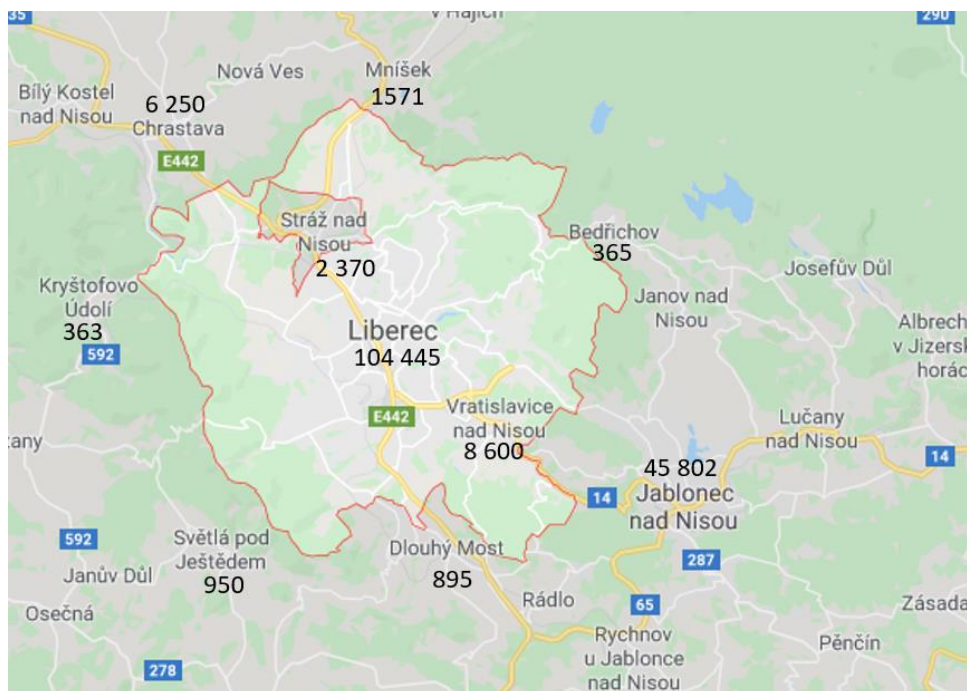 35
v Hájích
290
Nová Ves
Mníšek
1571
Bílý Kostel
nad Nisou
6 250
Chrastava
E442
Stráž nad
Nisou
2 370
Bedřichov
365
Josefův Důl
Kryštofovo
Údolí
363
592
Janov nad
Nisou
Albrech
v Jizersk
horác
Liberec
104 445
E442
Vratislavice
nad Nisou
8 600
Lučany
nad Nisou
14
zany
45 802
Jablonec
nad Nisou
14
592
Janův Důl
Světlá pod
Ještědem
950
Dlouhý Most
895
287
Osečná
Rádlo
65
Zásada
Rychnov
u Jablonce
nad Nisou
Pěnčín
278